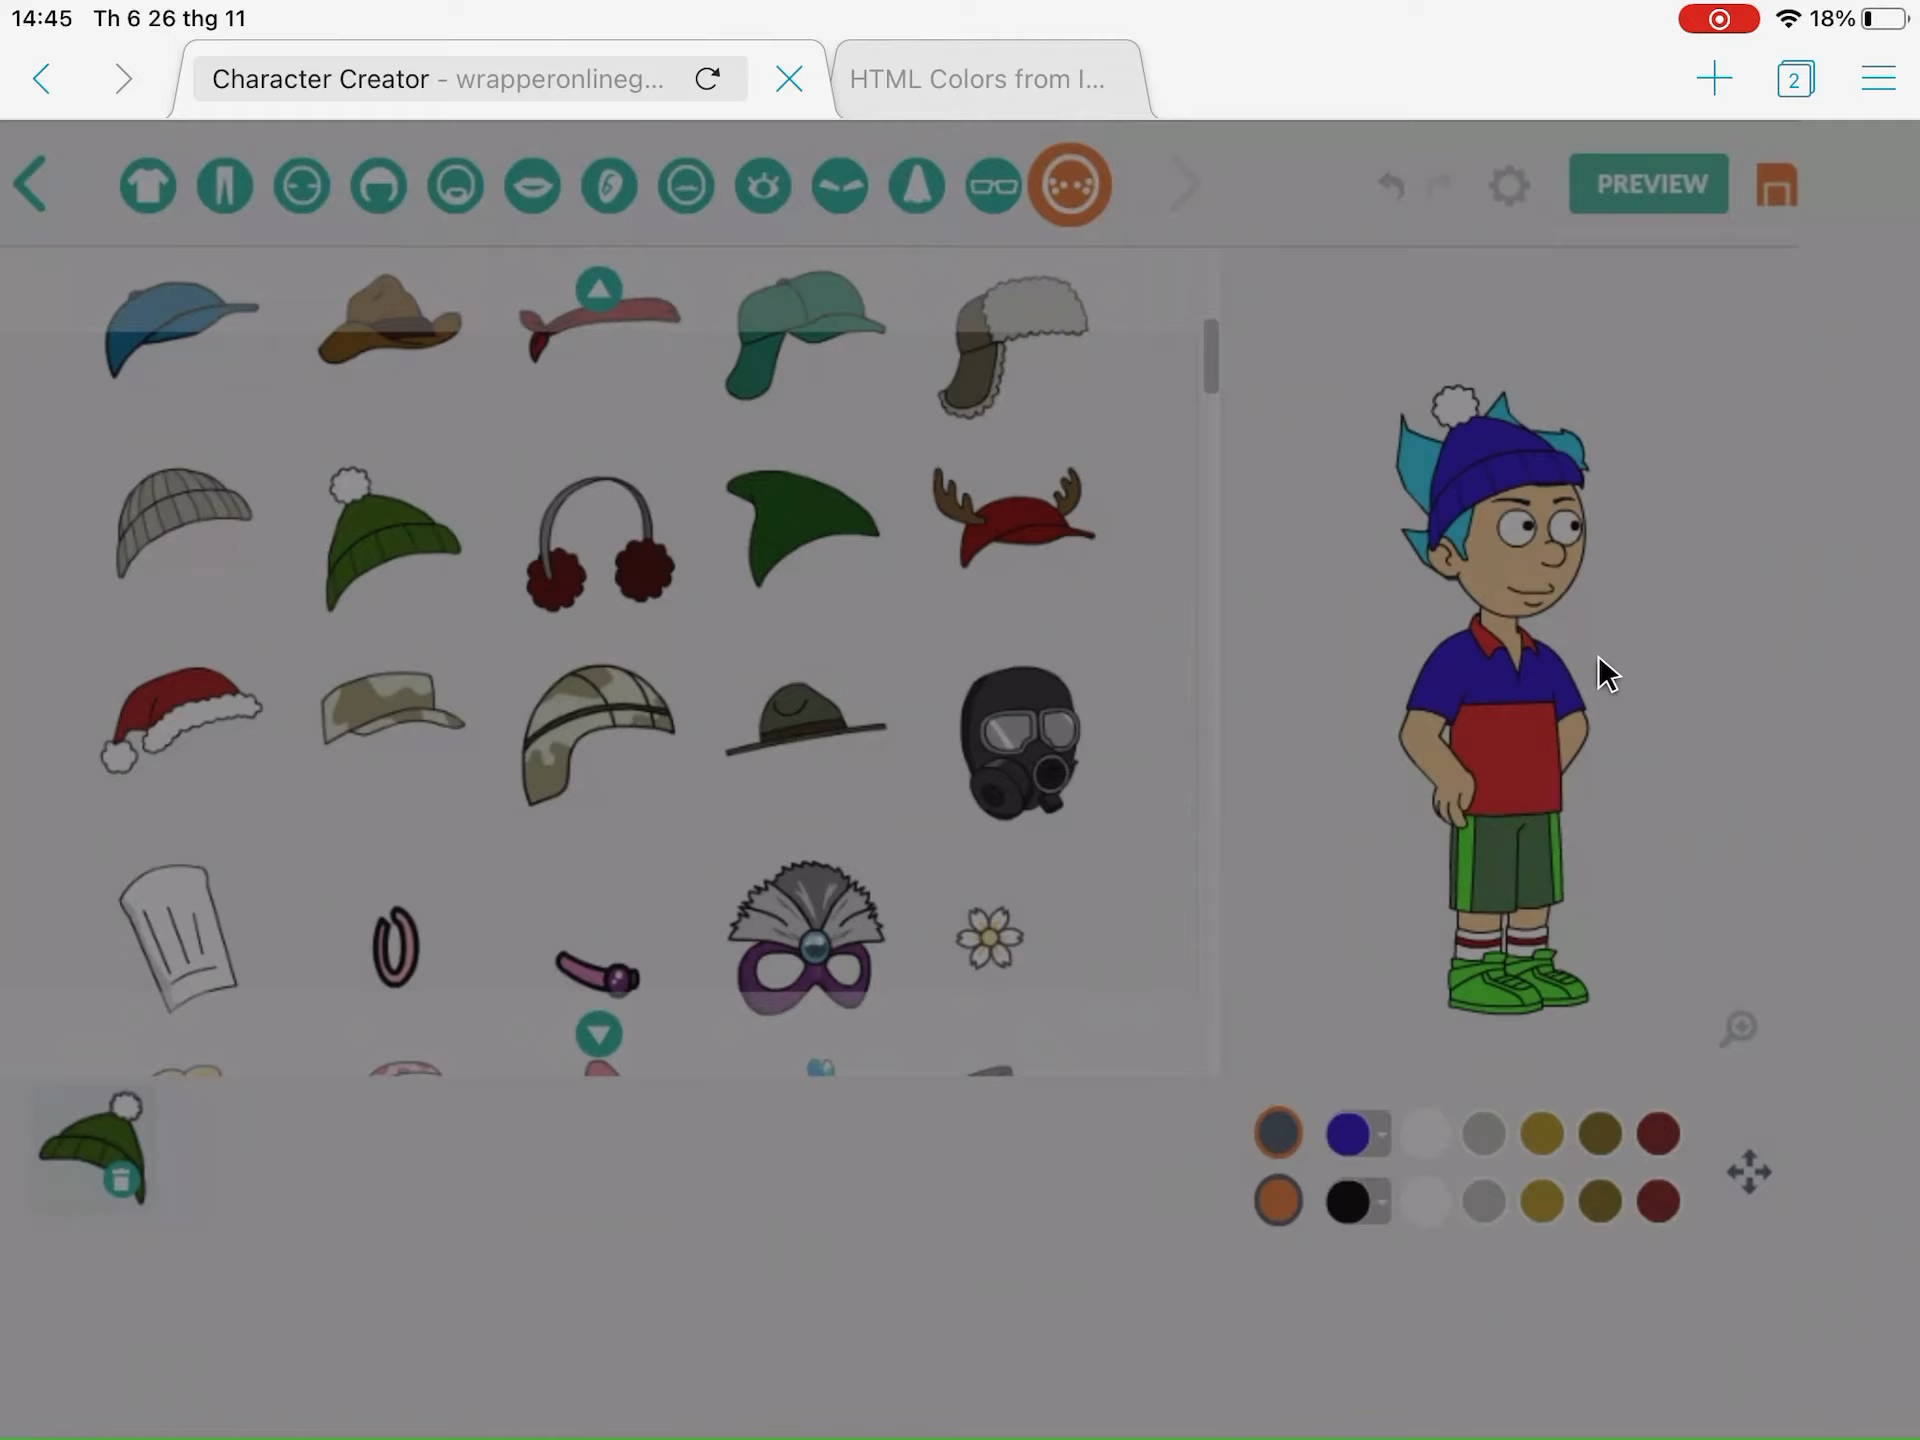 14:45 Th 6 26 thg 11
18%
Character Creator - wrapperonlineg...
HTML Colors from I...
2
PREVIEW